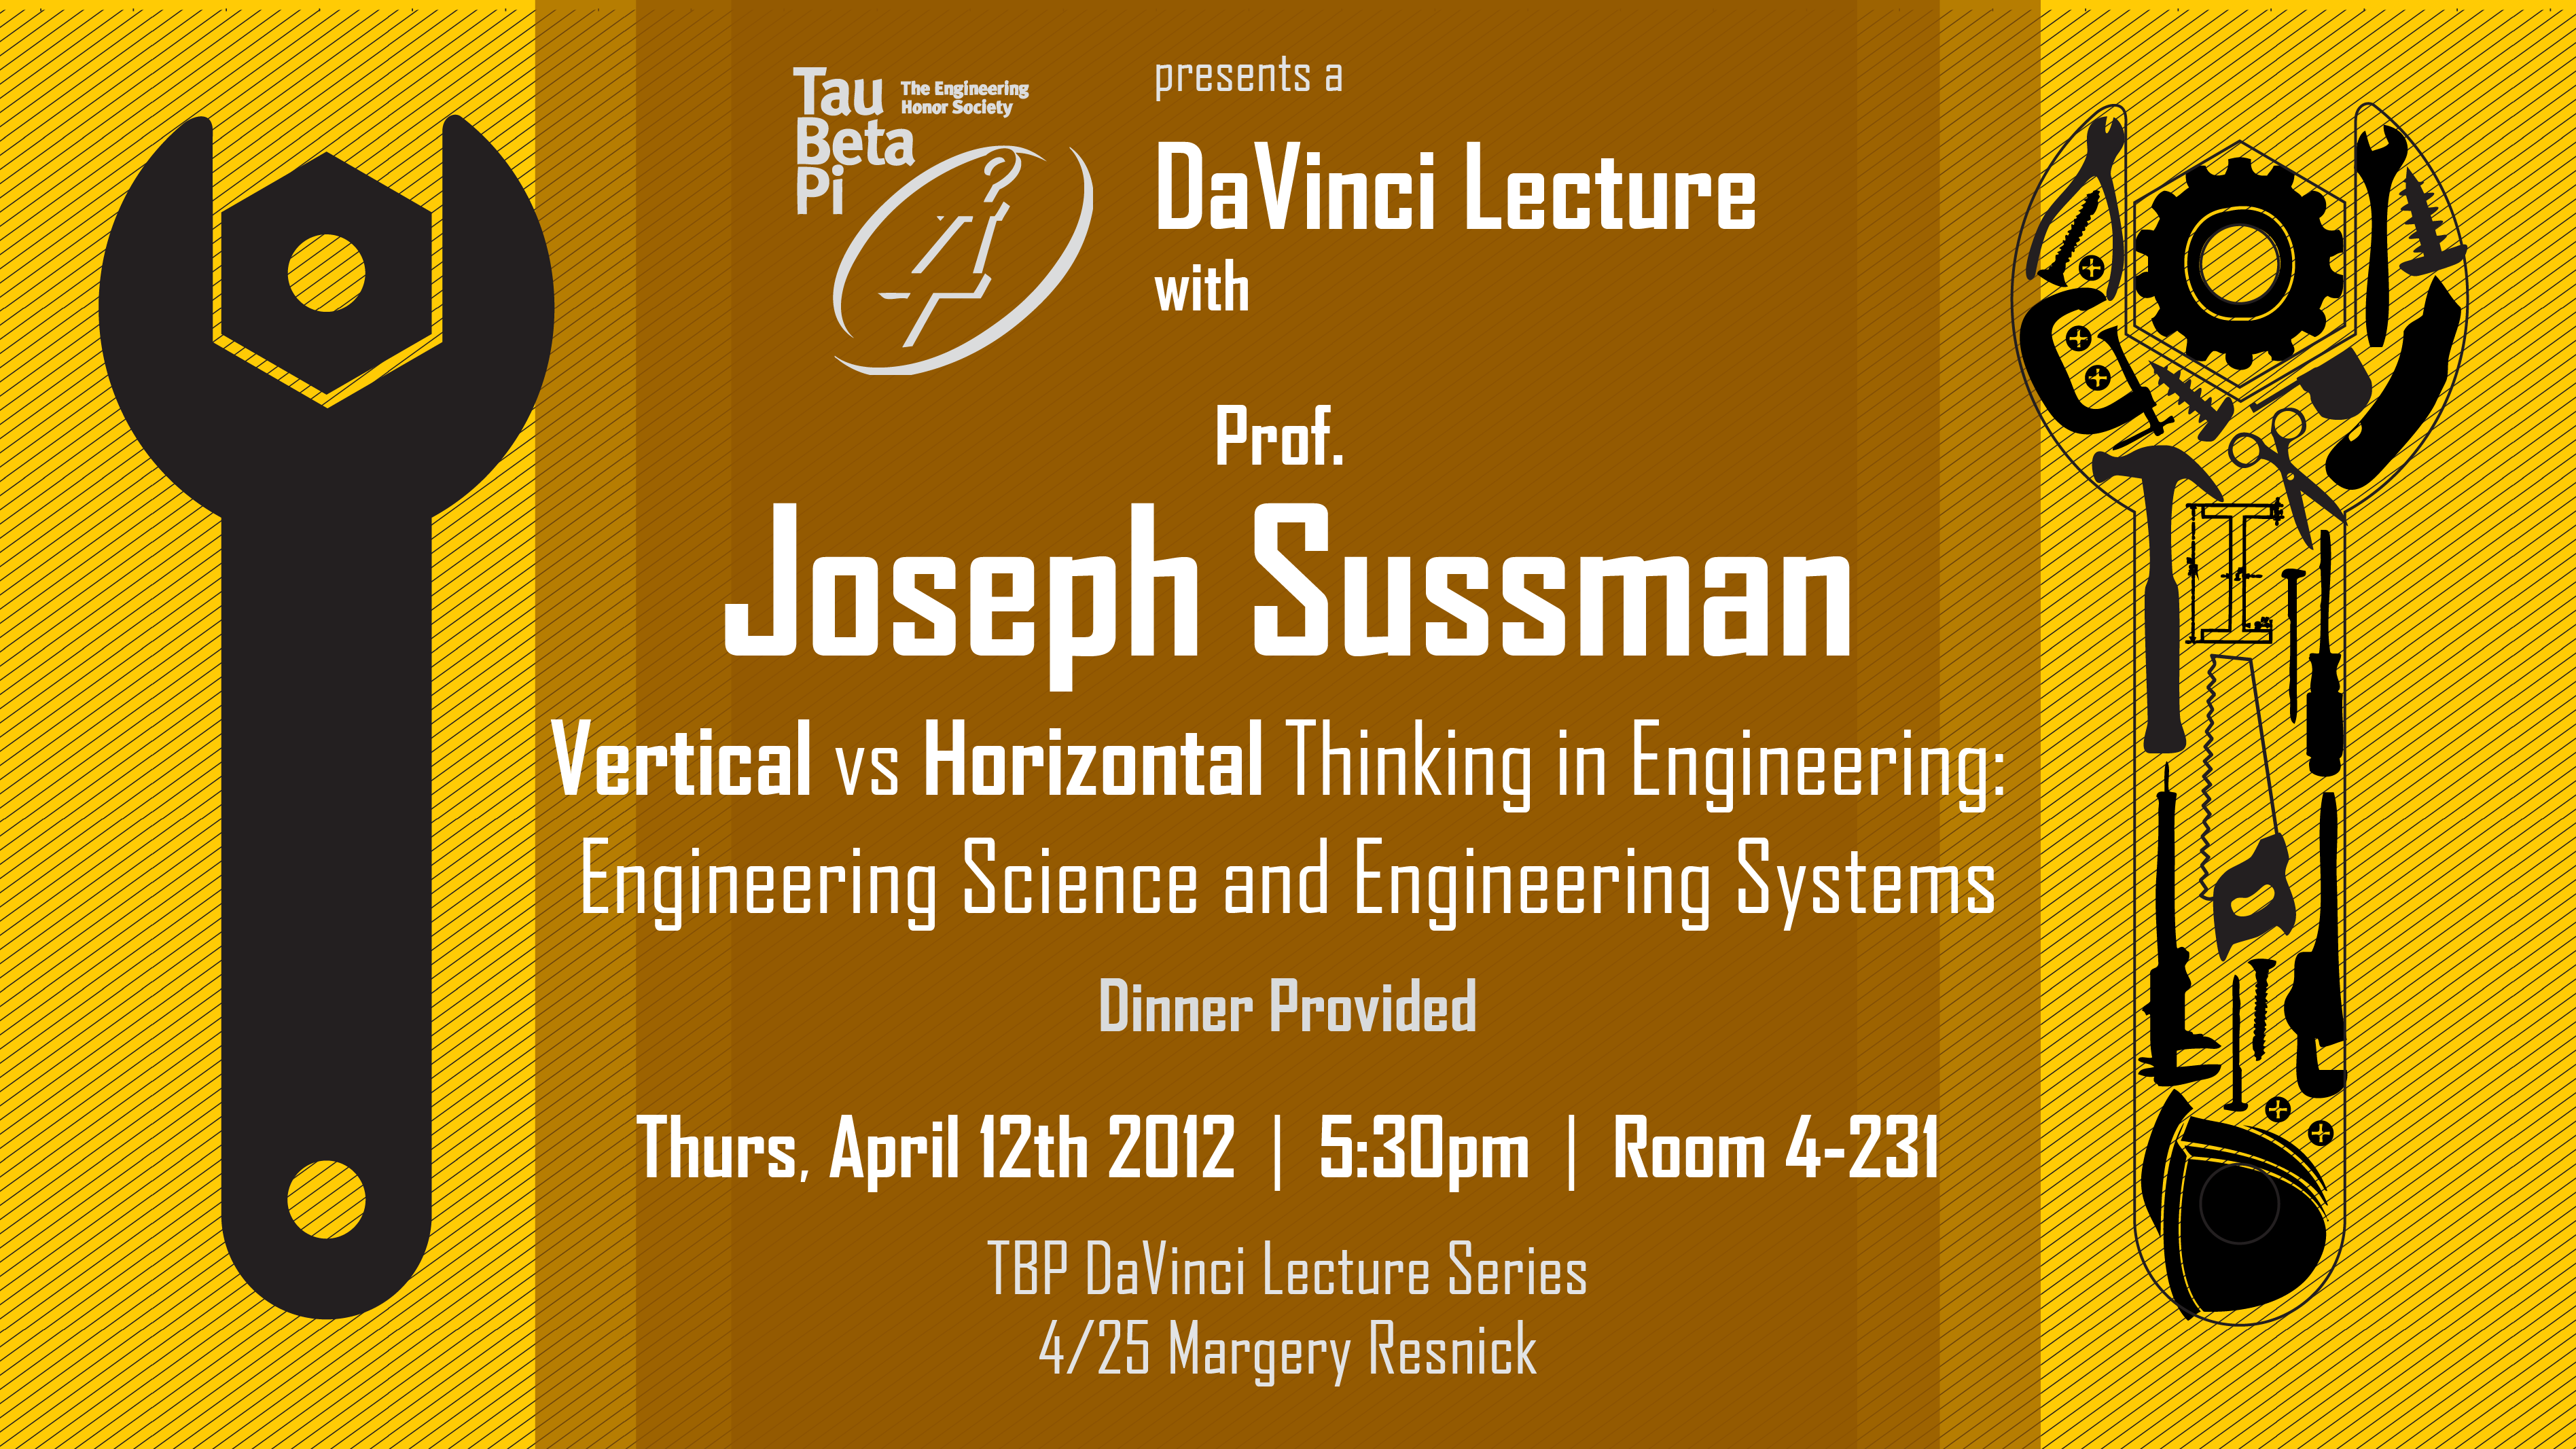 Tau
Beta
Pi
The Engineering
Honor Society
presents a
DaVinci Lecture
with
Prof.
Joseph Sussman
Vertical vs Horizontal Thinking in Engineering:
Engineering Science and Engineering Systems
Dinner Provided
Thurs, April 12th 2012 | 5:30pm | Room 4-231
TBP DaVinci Lecture Series
4/25 Margery Resnick